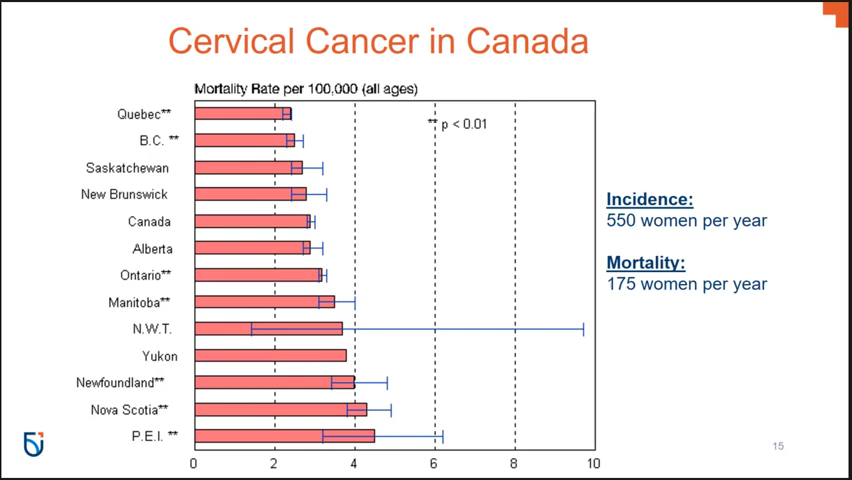 Cervical Cancer in Canada
Mortality Rate per 100,000 (all ages)
Quebec**
** p < 0.01
B.C. **
Saskatchewan
New Brunswick
Canada
Alberta
Ontario**
Manitoba**
N.W.T.
Yukon
Newfoundland**
Nova Scotia**
P.E.I. **
0 2 4 6 8 10
Incidence:
550 women per year
Mortality:
175 women per year
15